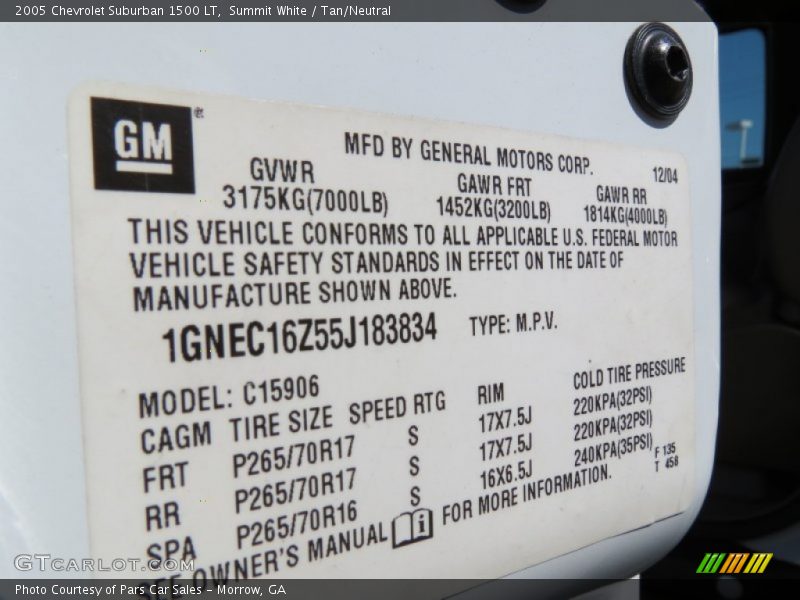 2005 Chevrolet Suburban 1500 LT, Summit White / Tan/Neutral
GM ®
MFD BY GENERAL MOTORS CORP. 12/04
GVWR GAWR FRT GAWR RR
3175KG(7000LB) 1452KG(3200LB) 1814KG(4000LB)
THIS VEHICLE CONFORMS TO ALL APPLICABLE U.S. FEDERAL MOTOR
VEHICLE SAFETY STANDARDS IN EFFECT ON THE DATE OF
MANUFACTURE SHOWN ABOVE.
1GNEC16Z55J183834 TYPE: M.P.V.
MODEL: C15906
CAGM TIRE SIZE SPEED RTG RIM COLD TIRE PRESSURE
FRT P265/70R17 S 17X7.5J 220KPA(32PSI)
RR P265/70R17 S 17X7.5J 220KPA(32PSI)
SPA P265/70R16 S 16X6.5J 240KPA(35PSI)
F 135
T 458
SEE OWNER'S MANUAL i FOR MORE INFORMATION.
GTcarlot.com
Photo Courtesy of Pars Car Sales - Morrow, GA